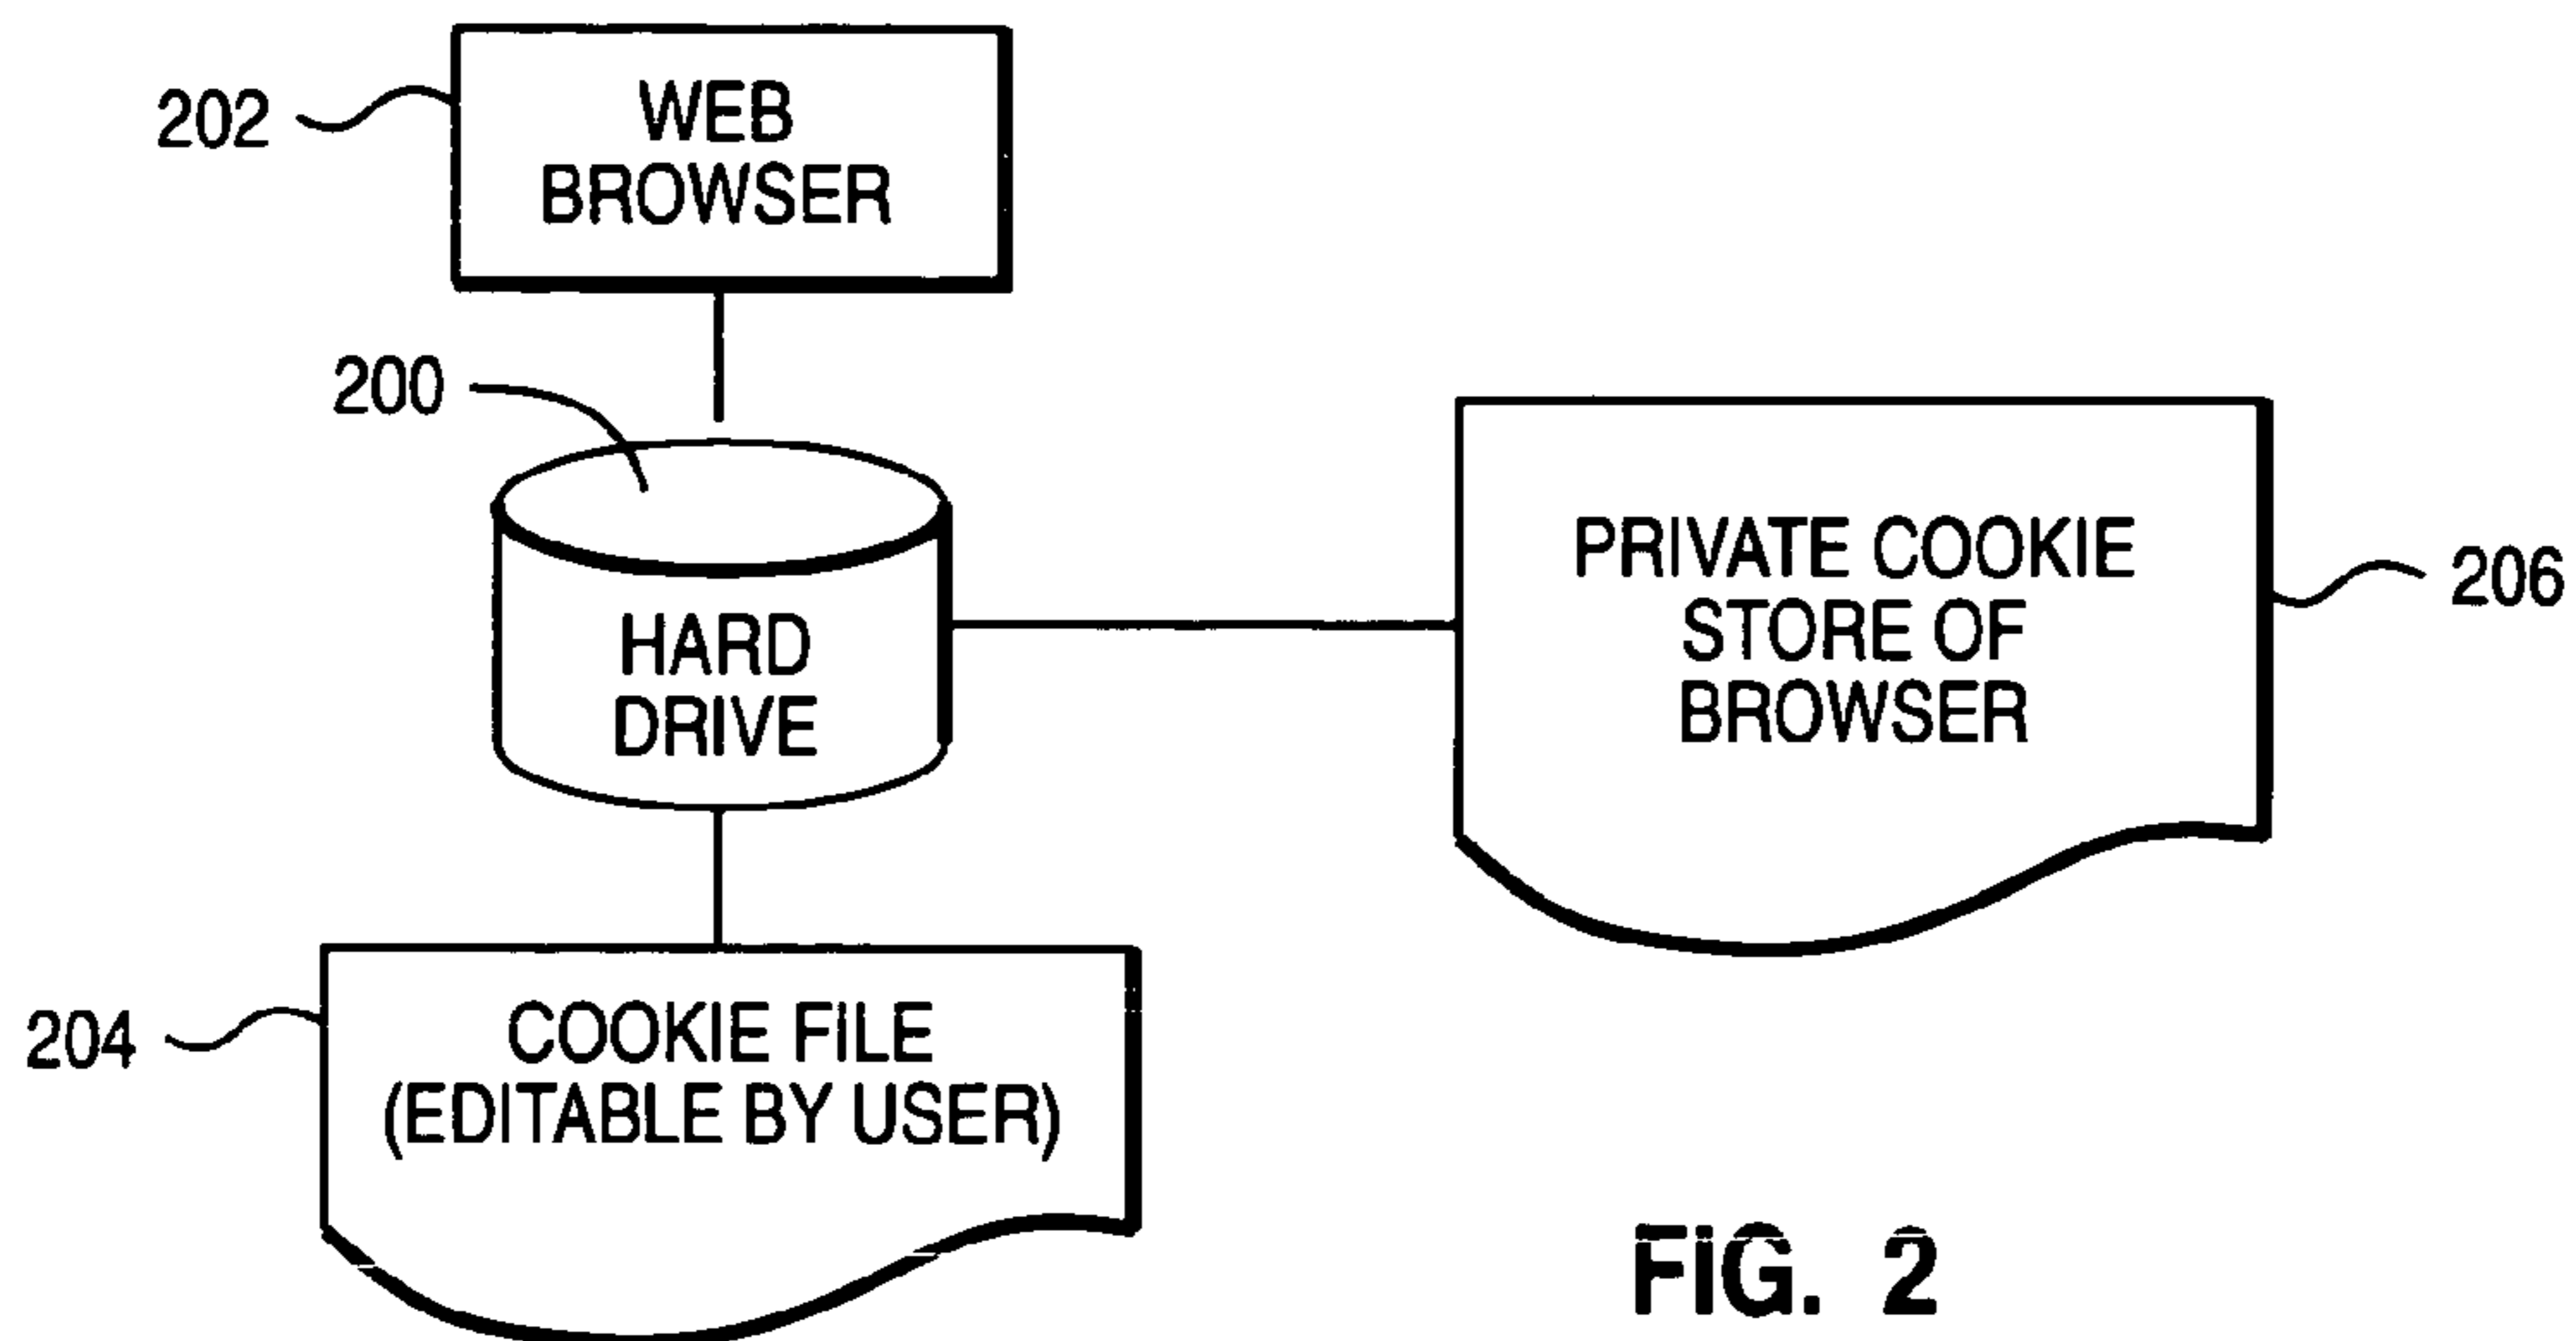 WEB
BROWSER
202
200
HARD
DRIVE
PRIVATE COOKIE
STORE OF
BROWSER
206
204
COOKIE FILE
(EDITABLE BY USER)
FIG. 2